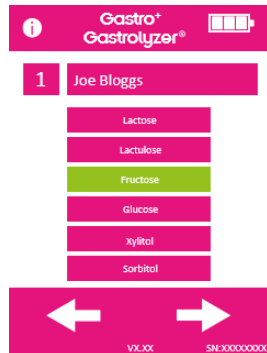 i
Gastro⁺
Gastrolyzer®
1 Joe Bloggs
Lactose
Lactulose
Fructose
Glucose
Xylitol
Sorbitol
VX.XX SN:XXXXXXXX